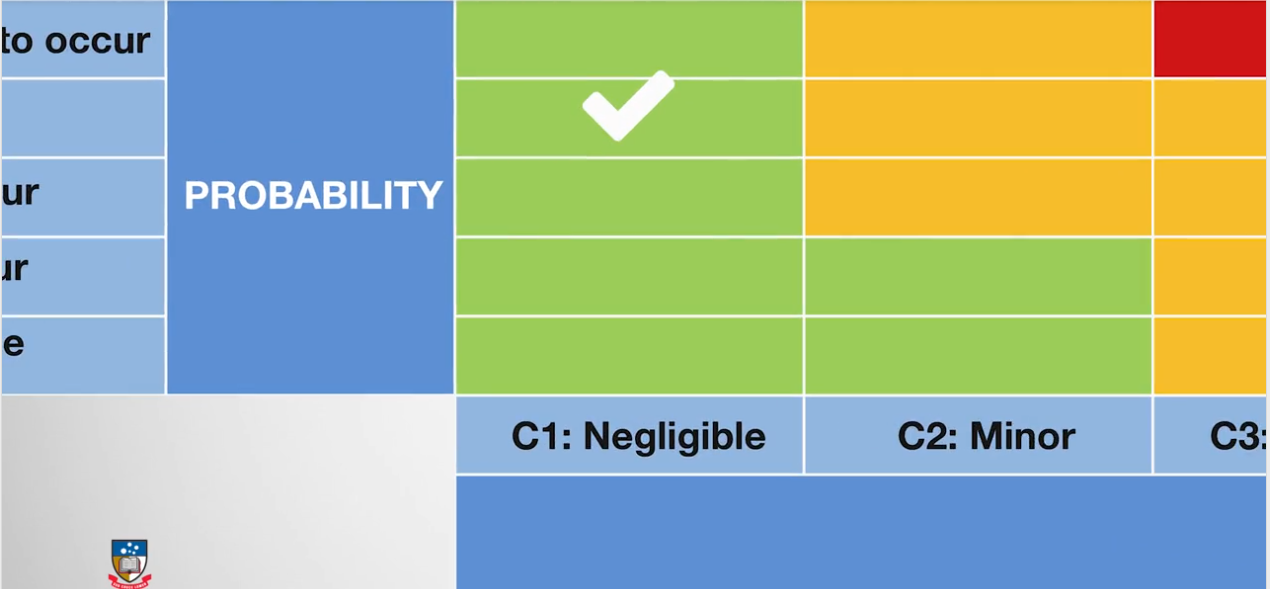 to occur
ur
PROBABILITY
ur
e
C1: Negligible
C2: Minor
C3: